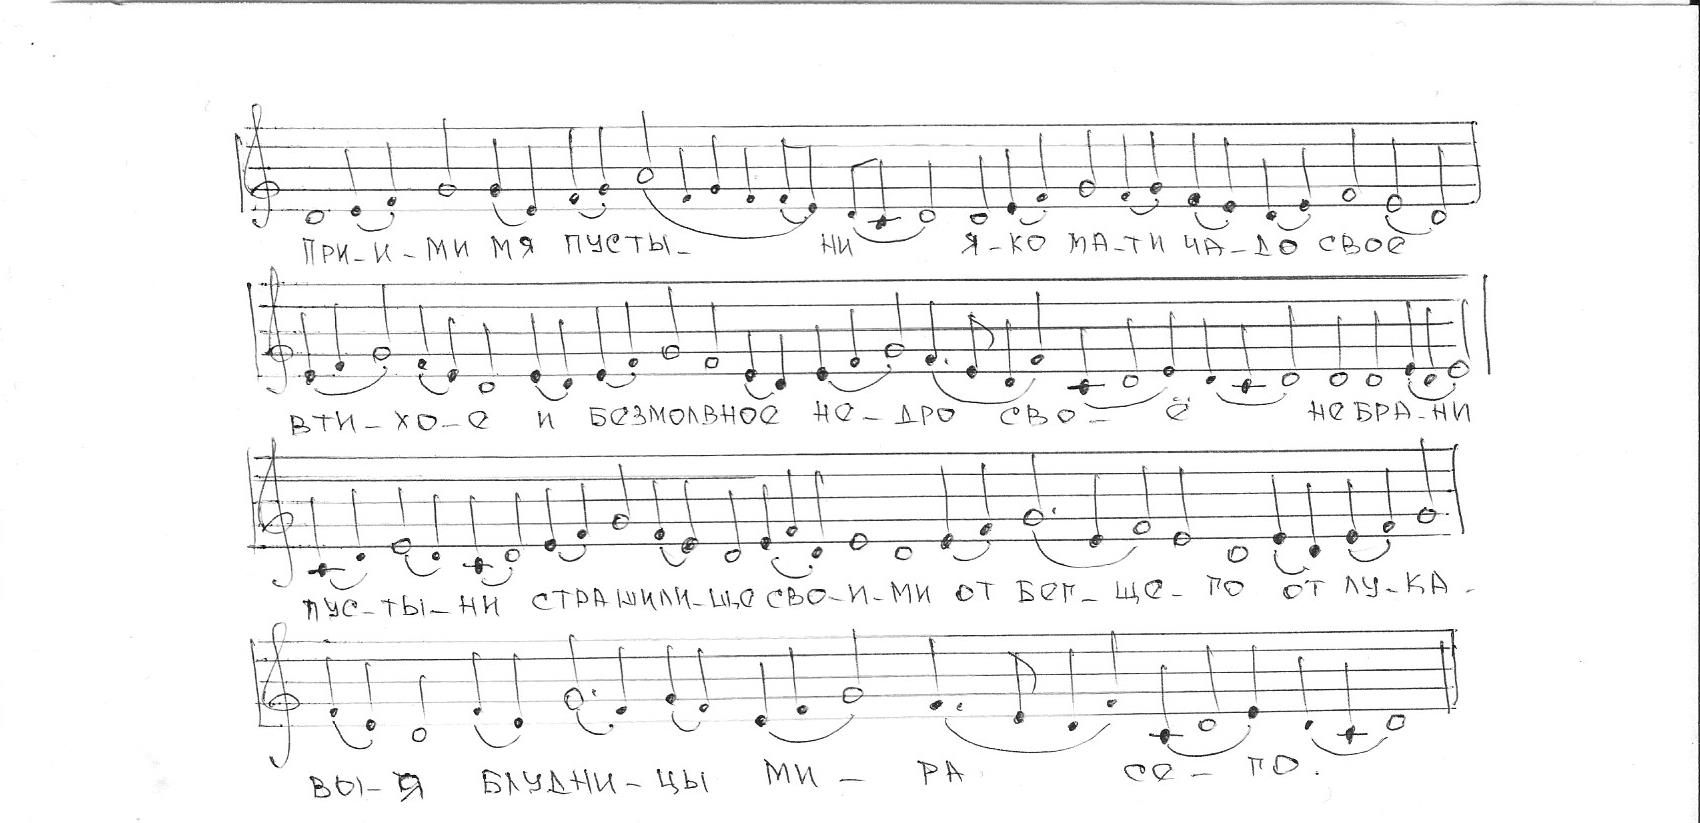 ПРИ-И-МИ МЯ ПУСТЫ- НИ Я-КО МА-ТИ ЧА-ДО СВОЕ
ВТИ-ХО-Е И БЕЗМОЛВНОЕ НЕ-ДРО СВО-Ё НЕ БРА-НИ
ПУС-ТЫ-НИ СТРАШИЛИ-ЩЕ СВО-И-МИ ОТ БЕГ-ЩЕ-ГО ОТ ЛУ-КА-
ВЫ-Я БЛУДНИ-ЦЫ МИ-РА СЕ-ГО.